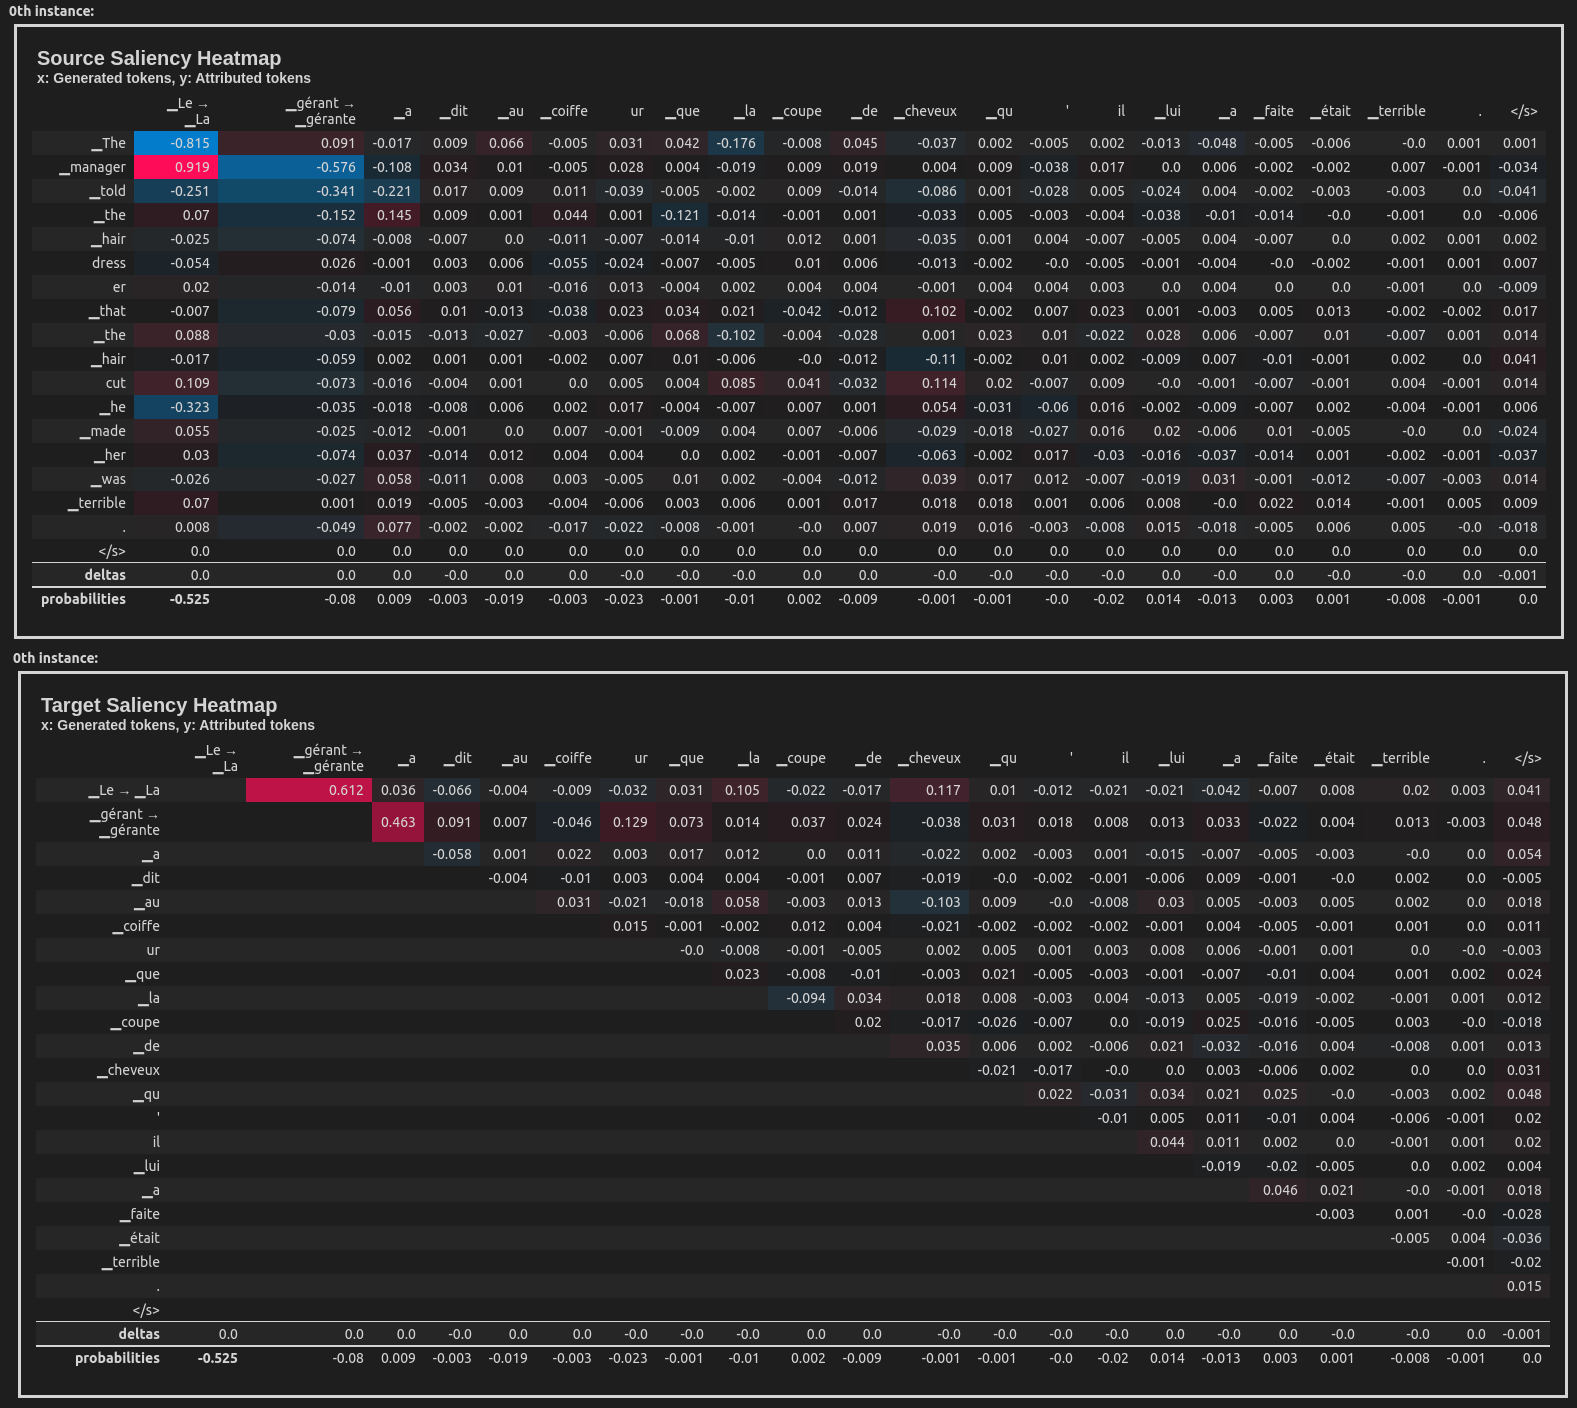 0th instance:
Source Saliency Heatmap
x: Generated tokens, y: Attributed tokens
▁Le → ▁La ▁gérant → ▁gérante ▁a ▁dit ▁au ▁coiffe ur ▁que ▁la ▁coupe ▁de ▁cheveux ▁qu ' il ▁lui ▁a ▁faite ▁était ▁terrible . </s>
▁The -0.815 0.091 -0.017 0.009 0.066 -0.005 0.031 0.042 -0.176 -0.008 0.045 -0.037 0.002 -0.005 0.002 -0.013 -0.048 -0.005 -0.006 -0.0 0.001 0.001
▁manager 0.919 -0.576 -0.108 0.034 0.01 -0.005 0.028 0.004 -0.019 0.009 0.019 0.004 0.009 -0.038 0.017 0.0 0.006 -0.002 -0.002 0.007 -0.001 -0.034
▁told -0.251 -0.341 -0.221 0.017 0.009 0.011 -0.039 -0.005 -0.002 0.009 -0.014 -0.086 0.001 -0.028 0.005 -0.024 0.004 -0.002 -0.003 -0.003 0.0 -0.041
▁the 0.07 -0.152 0.145 0.009 0.001 0.044 0.001 -0.121 -0.014 -0.001 0.001 -0.033 0.005 -0.003 -0.004 -0.038 -0.01 -0.014 -0.0 -0.001 0.0 -0.006
▁hair -0.025 -0.074 -0.008 -0.007 0.0 -0.011 -0.007 -0.014 -0.01 0.012 0.001 -0.035 0.001 0.004 -0.007 -0.005 0.004 -0.007 0.0 0.002 0.001 0.002
dress -0.054 0.026 -0.001 0.003 0.006 -0.055 -0.024 -0.007 -0.005 0.01 0.006 -0.013 -0.002 -0.0 -0.005 -0.001 -0.004 -0.0 -0.002 -0.001 0.001 0.007
er 0.02 -0.014 -0.01 0.003 0.01 -0.016 0.013 -0.004 0.002 0.004 0.004 -0.001 0.004 0.004 0.003 0.0 0.004 0.0 0.0 -0.001 0.0 -0.009
▁that -0.007 -0.079 0.056 0.01 -0.013 -0.038 0.023 0.034 0.021 -0.042 -0.012 0.102 -0.002 0.007 0.023 0.001 -0.003 0.005 0.013 -0.002 -0.002 0.017
▁the 0.088 -0.03 -0.015 -0.013 -0.027 -0.003 -0.006 0.068 -0.102 -0.004 -0.028 0.001 0.023 0.01 -0.022 0.028 0.006 -0.007 0.01 -0.007 0.001 0.014
▁hair -0.017 -0.059 0.002 0.001 0.001 -0.002 0.007 0.01 -0.006 -0.0 -0.012 -0.11 -0.002 0.01 0.002 -0.009 0.007 -0.01 -0.001 0.002 0.0 0.041
cut 0.109 -0.073 -0.016 -0.004 0.001 0.0 0.005 0.004 0.085 0.041 -0.032 0.114 0.02 -0.007 0.009 -0.0 -0.001 -0.007 -0.001 0.004 -0.001 0.014
▁he -0.323 -0.035 -0.018 -0.008 0.006 0.002 0.017 -0.004 -0.007 0.007 0.001 0.054 -0.031 -0.06 0.016 -0.002 -0.009 -0.007 0.002 -0.004 -0.001 0.006
▁made 0.055 -0.025 -0.012 -0.001 0.0 0.007 -0.001 -0.009 0.004 0.007 -0.006 -0.029 -0.018 -0.027 0.016 0.02 -0.006 0.01 -0.005 -0.0 0.0 -0.024
▁her 0.03 -0.074 0.037 -0.014 0.012 0.004 0.004 0.0 0.002 -0.001 -0.007 -0.063 -0.002 0.017 -0.03 -0.016 -0.037 -0.014 0.001 -0.002 -0.001 -0.037
▁was -0.026 -0.027 0.058 -0.011 0.008 0.003 -0.005 0.01 0.002 -0.004 -0.012 0.039 0.017 0.012 -0.007 -0.019 0.031 -0.001 -0.012 -0.007 -0.003 0.014
▁terrible 0.07 0.001 0.019 -0.005 -0.003 -0.004 -0.006 0.003 0.006 0.001 0.017 0.018 0.018 0.001 0.006 0.008 -0.0 0.022 0.014 -0.001 0.005 0.009
. 0.008 -0.049 0.077 -0.002 -0.002 -0.017 -0.022 -0.008 -0.001 -0.0 0.007 0.019 0.016 -0.003 -0.008 0.015 -0.018 -0.005 0.006 0.005 -0.0 -0.018
</s> 0.0 0.0 0.0 0.0 0.0 0.0 0.0 0.0 0.0 0.0 0.0 0.0 0.0 0.0 0.0 0.0 0.0 0.0 0.0 0.0 0.0 0.0
deltas 0.0 0.0 0.0 -0.0 0.0 0.0 -0.0 -0.0 -0.0 0.0 0.0 -0.0 -0.0 -0.0 -0.0 0.0 -0.0 0.0 -0.0 -0.0 0.0 -0.001
probabilities -0.525 -0.08 0.009 -0.003 -0.019 -0.003 -0.023 -0.001 -0.01 0.002 -0.009 -0.001 -0.001 -0.0 -0.02 0.014 -0.013 0.003 0.001 -0.008 -0.001 0.0
0th instance:
Target Saliency Heatmap
x: Generated tokens, y: Attributed tokens
▁Le → ▁La ▁gérant → ▁gérante ▁a ▁dit ▁au ▁coiffe ur ▁que ▁la ▁coupe ▁de ▁cheveux ▁qu ' il ▁lui ▁a ▁faite ▁était ▁terrible . </s>
▁Le → ▁La 0.612 0.036 -0.066 -0.004 -0.009 -0.032 0.031 0.105 -0.022 -0.017 0.117 0.01 -0.012 -0.021 -0.021 -0.042 -0.007 0.008 0.02 0.003 0.041
▁gérant → ▁gérante 0.463 0.091 0.007 -0.046 0.129 0.073 0.014 0.037 0.024 -0.038 0.031 0.018 0.008 0.013 0.033 -0.022 0.004 0.013 -0.003 0.048
▁a -0.058 0.001 0.022 0.003 0.017 0.012 0.0 0.011 -0.022 0.002 -0.003 0.001 -0.015 -0.007 -0.005 -0.003 -0.0 0.0 0.054
▁dit -0.004 -0.01 0.003 0.004 0.004 -0.001 0.007 -0.019 -0.0 -0.002 -0.001 -0.006 0.009 -0.001 -0.0 0.002 0.0 -0.005
▁au 0.031 -0.021 -0.018 0.058 -0.003 0.013 -0.103 0.009 -0.0 -0.008 0.03 0.005 -0.003 0.005 0.002 0.0 0.018
▁coiffe 0.015 -0.001 -0.002 0.012 0.004 -0.021 -0.002 -0.002 -0.002 -0.001 0.004 -0.005 -0.001 0.001 0.0 0.011
ur -0.0 -0.008 -0.001 -0.005 0.002 0.005 0.001 0.003 0.008 0.006 -0.001 0.001 0.0 -0.0 -0.003
▁que 0.023 -0.008 -0.01 -0.003 0.021 -0.005 -0.003 -0.001 -0.007 -0.01 0.004 0.001 0.002 0.024
▁la -0.094 0.034 0.018 0.008 -0.003 0.004 -0.013 0.005 -0.019 -0.002 -0.001 0.001 0.012
▁coupe 0.02 -0.017 -0.026 -0.007 0.0 -0.019 0.025 -0.016 -0.005 0.003 -0.0 -0.018
▁de 0.035 0.006 0.002 -0.006 0.021 -0.032 -0.016 0.004 -0.008 0.001 0.013
▁cheveux -0.021 -0.017 -0.0 0.0 0.003 -0.006 0.002 0.0 0.0 0.031
▁qu 0.022 -0.031 0.034 0.021 0.025 -0.0 -0.003 0.002 0.048
' -0.01 0.005 0.011 -0.01 0.004 -0.006 -0.001 0.02
il 0.044 0.011 0.002 0.0 -0.001 0.001 0.02
▁lui -0.019 -0.02 -0.005 0.0 0.002 0.004
▁a 0.046 0.021 -0.0 -0.001 0.018
▁faite -0.003 0.001 -0.0 -0.028
▁était -0.005 0.004 -0.036
▁terrible -0.001 -0.02
. 0.015
</s>
deltas 0.0 0.0 0.0 -0.0 0.0 0.0 -0.0 -0.0 -0.0 0.0 0.0 -0.0 -0.0 -0.0 -0.0 0.0 -0.0 0.0 -0.0 -0.0 0.0 -0.001
probabilities -0.525 -0.08 0.009 -0.003 -0.019 -0.003 -0.023 -0.001 -0.01 0.002 -0.009 -0.001 -0.001 -0.0 -0.02 0.014 -0.013 0.003 0.001 -0.008 -0.001 0.0